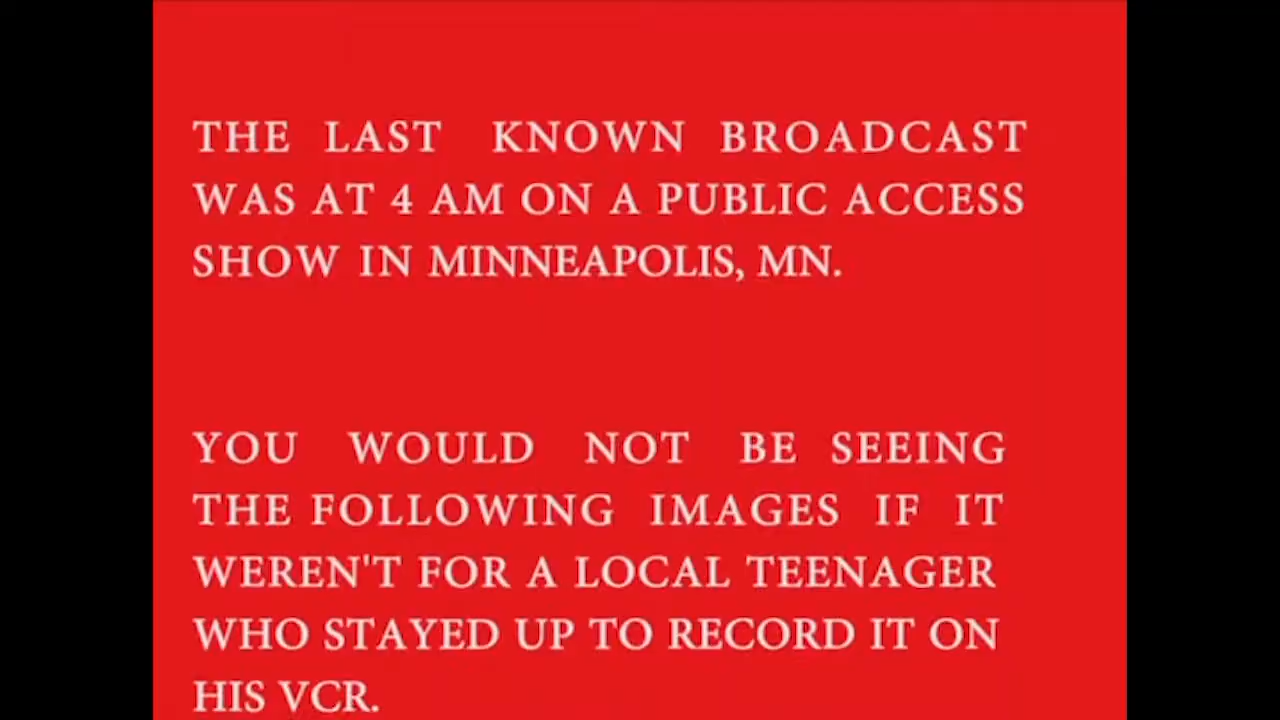 THE LAST KNOWN BROADCAST
WAS AT 4 AM ON A PUBLIC ACCESS
SHOW IN MINNEAPOLIS, MN.
YOU WOULD NOT BE SEEING
THE FOLLOWING IMAGES IF IT
WEREN'T FOR A LOCAL TEENAGER
WHO STAYED UP TO RECORD IT ON
HIS VCR.